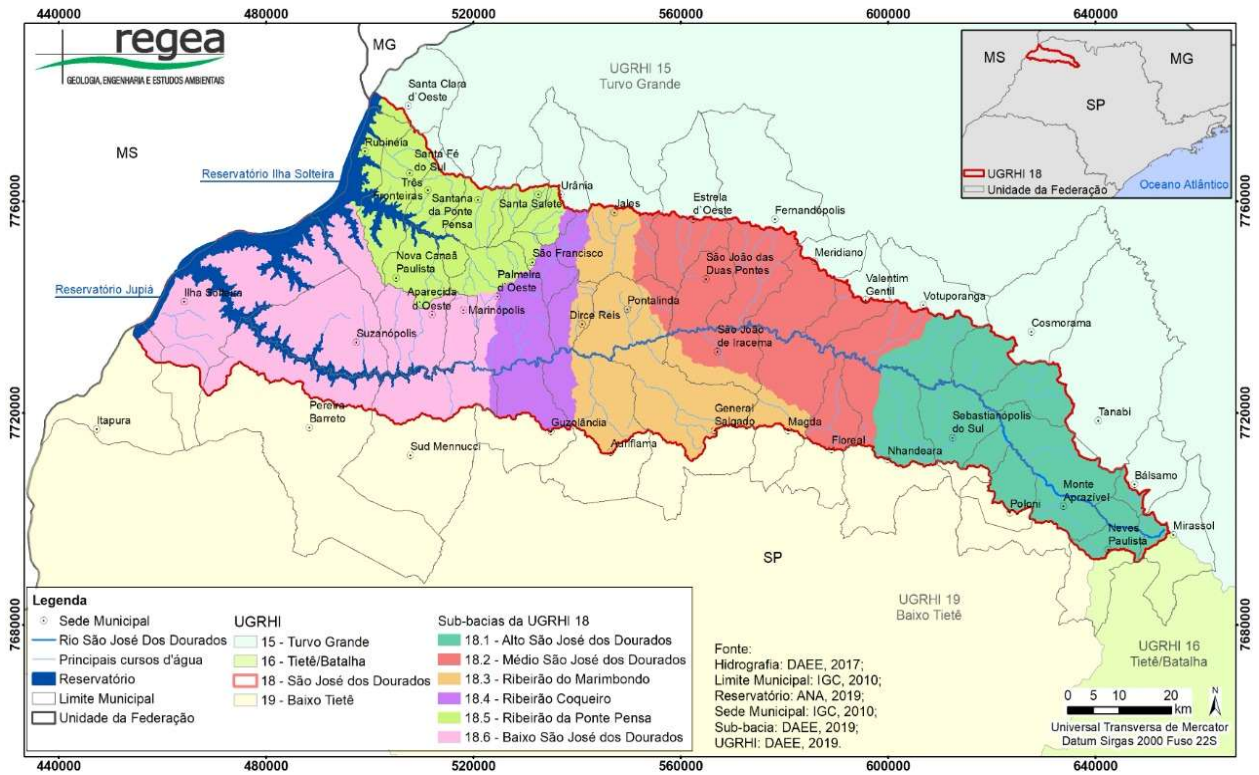 440000
480000
520000
560000
600000
640000
regea
GEOLOGIA, ENGENHARIA E ESTUDOS AMBIENTAIS
MG
MS
UGRHI 15
Turvo Grande
MS
MG
SP
UGRHI 18
Unidade da Federação
Oceano Atlântico
7760000
7760000
7720000
7720000
7680000
7680000
Reservatório Ilha Solteira
Reservatório Jupiá
Santa Clara
d´Oeste
Rubinéia
Santa Fé
do Sul
Três
Fronteiras
Santana
da Ponte
Pensa
Santa Salete
Urânia
Jales
Estrela
d´Oeste
Fernandópolis
Meridiano
Valentim
Gentil
Votuporanga
Cosmorama
Tanabi
Bálsamo
Mirassol
Nova Canaã
Paulista
Aparecida
d´Oeste
Palmeira
d´Oeste
São Francisco
Marinópolis
Ilha Solteira
Suzanópolis
Dirce Reis
Pontalinda
São João das
Duas Pontes
São João
de Iracema
Sebastianópolis
do Sul
Monte
Aprazível
Neves
Paulista
Poloni
Nhandeara
Floreal
Magda
General
Salgado
Auriflama
Guzolândia
Sud Mennucci
Pereira
Barreto
Itapura
SP
UGRHI 19
Baixo Tietê
UGRHI 16
Tietê/Batalha
Legenda
Sede Municipal
Rio São José Dos Dourados
Principais cursos d'água
Reservatório
Limite Municipal
Unidade da Federação
UGRHI
15 - Turvo Grande
16 - Tietê/Batalha
18 - São José dos Dourados
19 - Baixo Tietê
Sub-bacias da UGRHI 18
18.1 - Alto São José dos Dourados
18.2 - Médio São José dos Dourados
18.3 - Ribeirão do Marimbondo
18.4 - Ribeirão Coqueiro
18.5 - Ribeirão da Ponte Pensa
18.6 - Baixo São José dos Dourados
Fonte:
Hidrografia: DAEE, 2017;
Limite Municipal: IGC, 2010;
Reservatório: ANA, 2019;
Sede Municipal: IGC, 2010;
Sub-bacia: DAEE, 2019;
UGRHI: DAEE, 2019.
0 5 10 20
km
N
Universal Transversa de Mercator
Datum Sirgas 2000 Fuso 22S
440000
480000
520000
560000
600000
640000